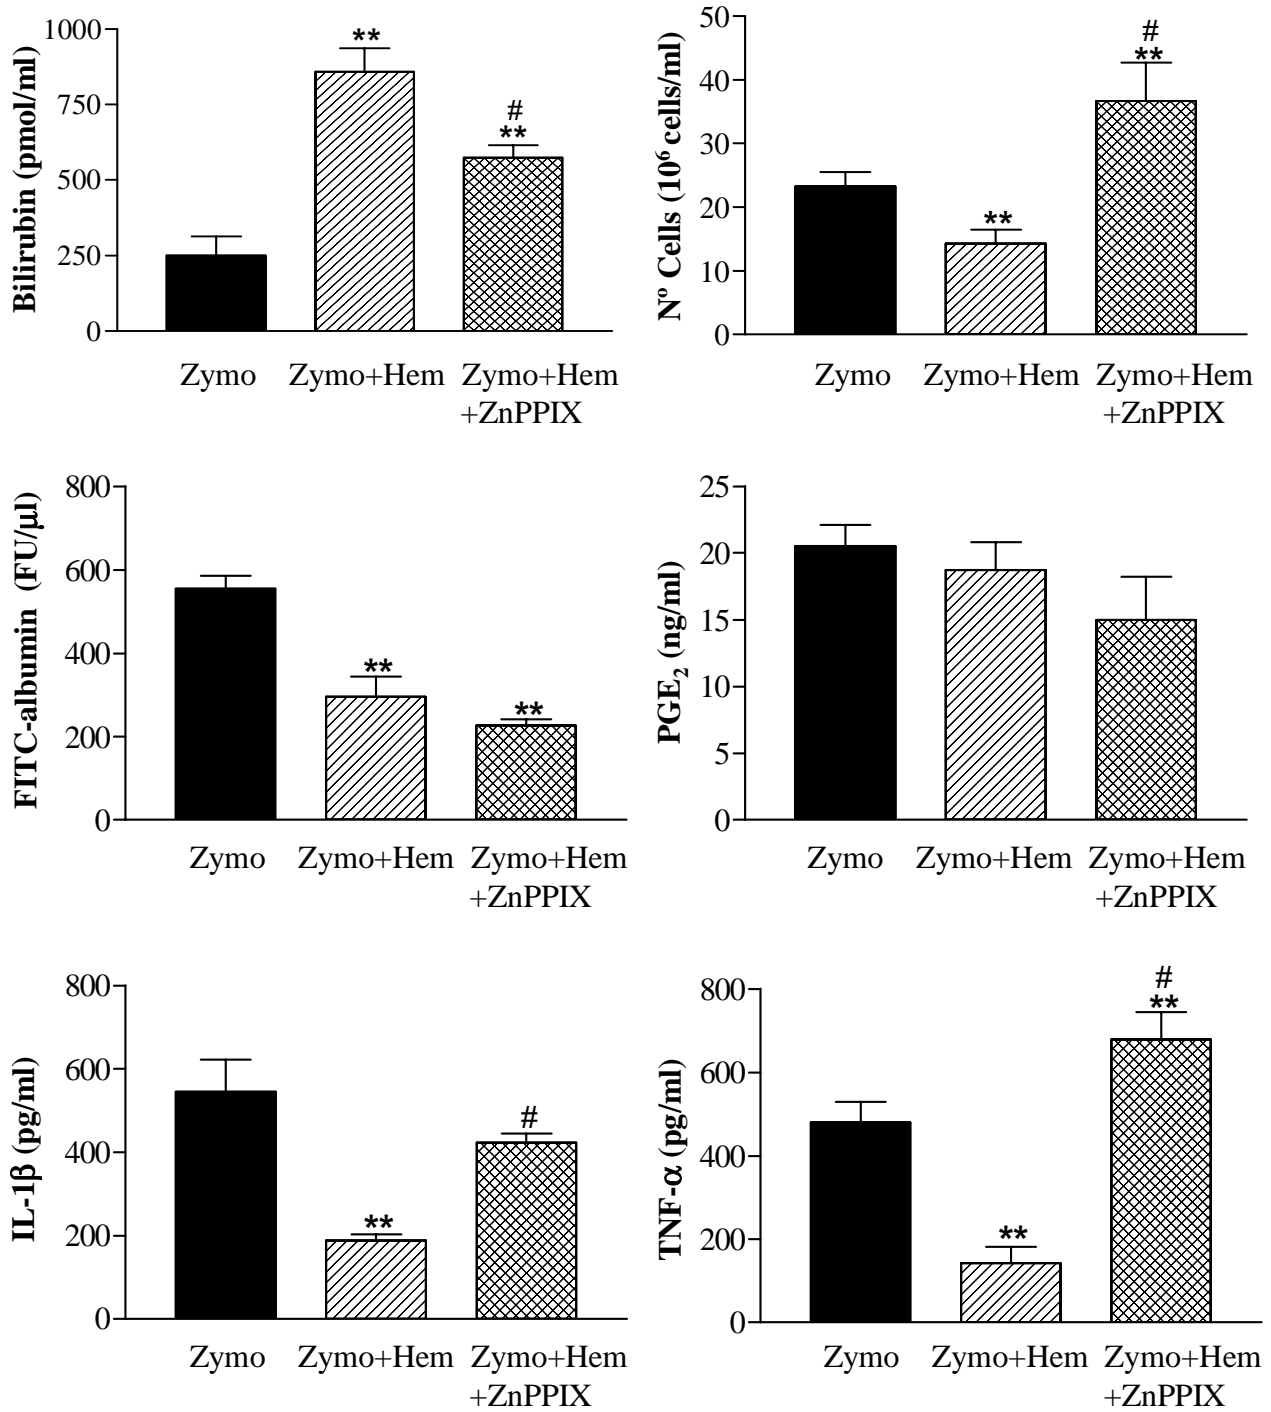 Bilirubin (pmol/ml)
1000
750
500
250
0
**
#
**
Zymo
Zymo+Hem
Zymo+Hem
+ZnPPIX
Nº Cells (10⁶ cells/ml)
50
40
30
20
10
0
**
#
**
Zymo
Zymo+Hem
Zymo+Hem
+ZnPPIX
FITC-albumin (FU/µl)
800
600
400
200
0
**
**
Zymo
Zymo+Hem
Zymo+Hem
+ZnPPIX
PGE₂ (ng/ml)
25
20
15
10
5
0
Zymo
Zymo+Hem
Zymo+Hem
+ZnPPIX
IL-1β (pg/ml)
800
600
400
200
0
**
#
Zymo
Zymo+Hem
Zymo+Hem
+ZnPPIX
TNF-α (pg/ml)
800
600
400
200
0
**
#
**
Zymo
Zymo+Hem
Zymo+Hem
+ZnPPIX